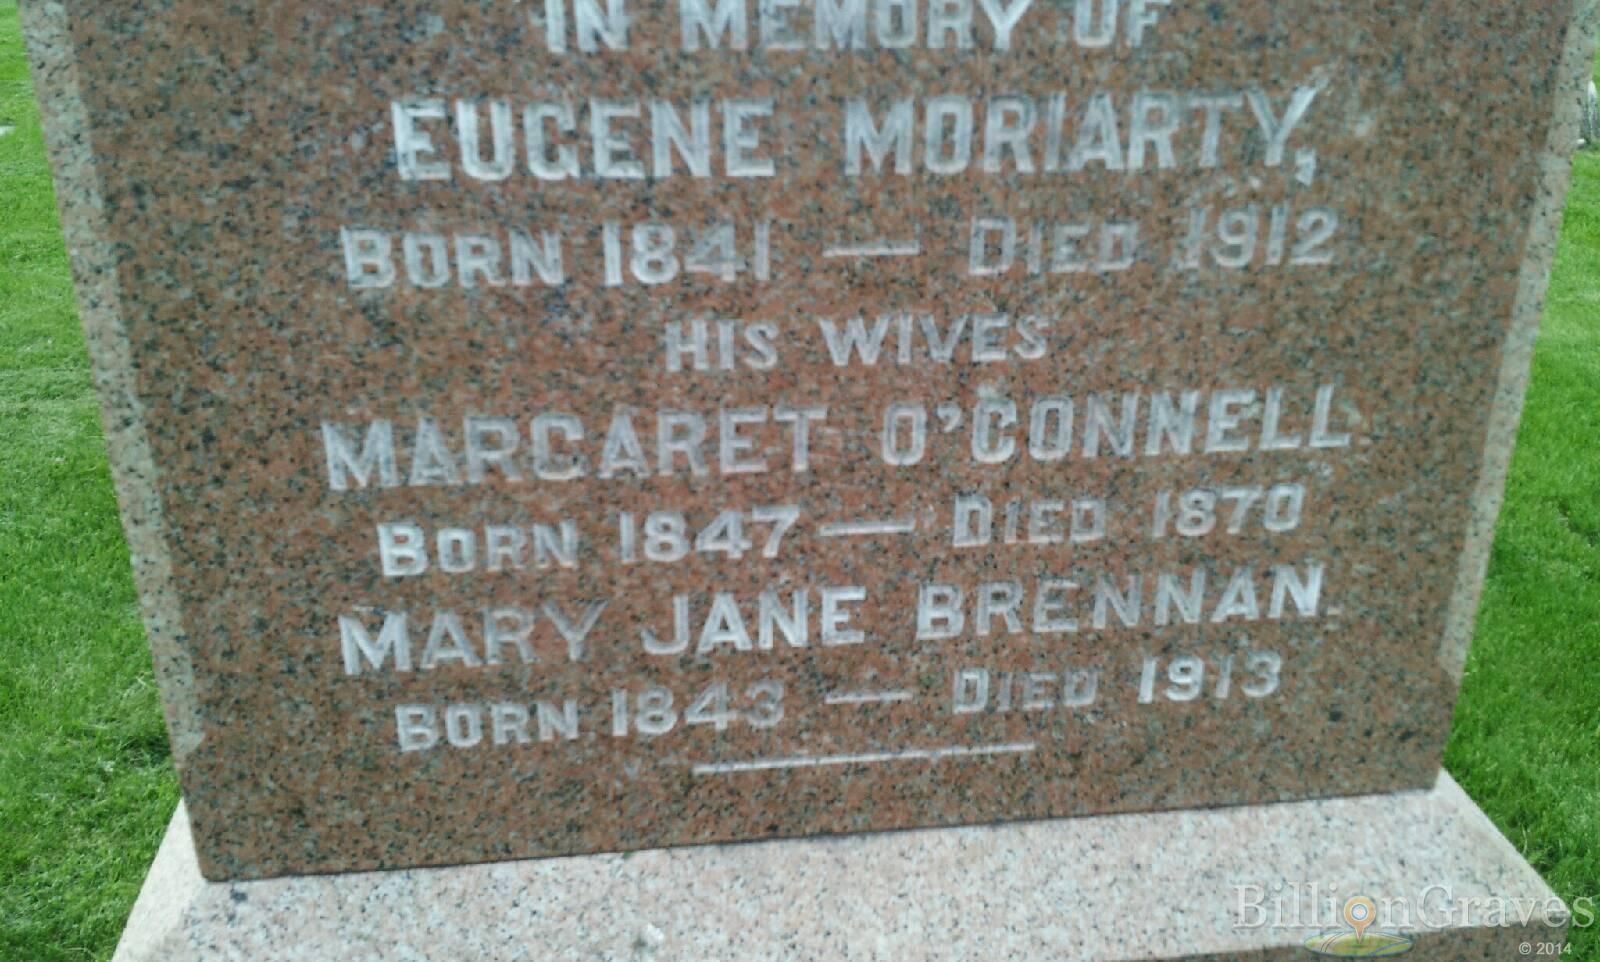 IN MEMORY OF
EUGENE MORIARTY,
BORN 1841 — DIED 1912
HIS WIVES
MARGARET O'CONNELL
BORN 1847 — DIED 1870
MARY JANE BRENNAN.
BORN 1843 — DIED 1913
BillionGraves
© 2014